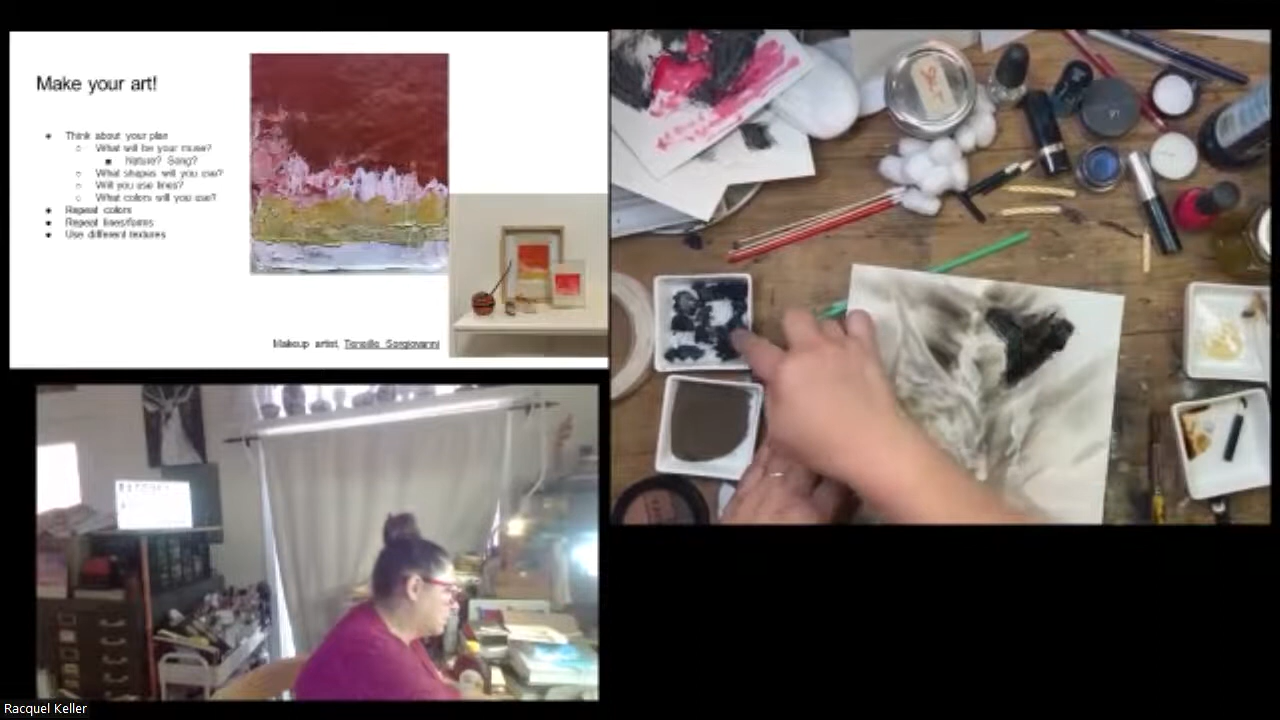 Make your art!
Think about your plan
What will be your muse?
Nature? Song?
What shapes will you use?
Will you use lines?
What colors will you use?
Repeat colors
Repeat lines/forms
Use different textures
Makeup artist,
Racquel Keller